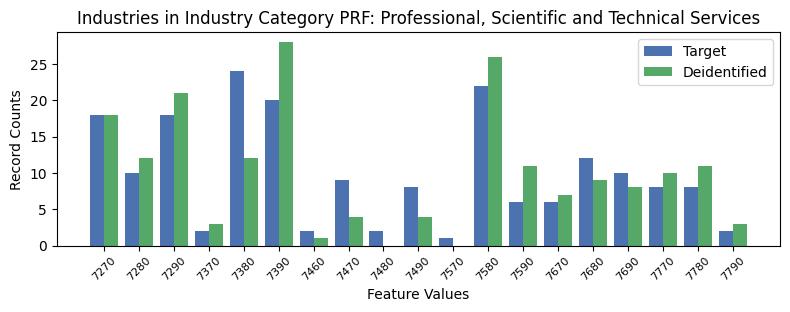 Industries in Industry Category PRF: Professional, Scientific and Technical Services
Target
Deidentified
Record Counts
25
20
15
10
5
0
7270 7280 7290 7370 7380 7390 7460 7470 7480 7490 7570 7580 7590 7670 7680 7690 7770 7780 7790
Feature Values